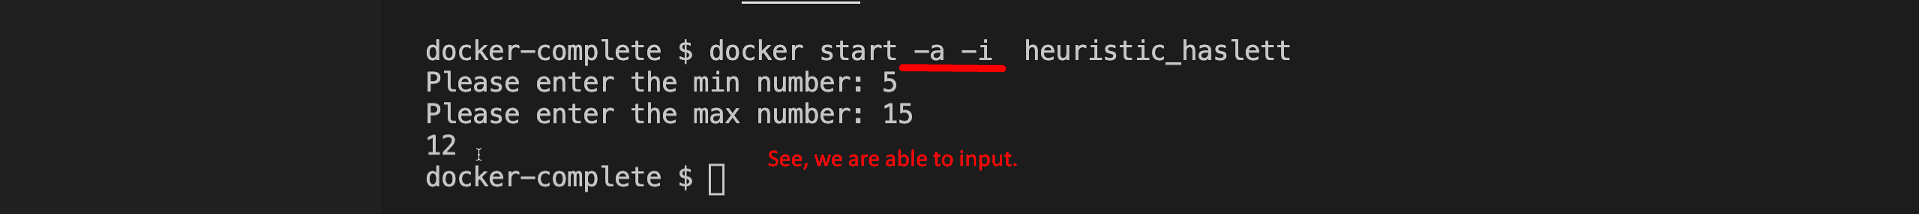 docker-complete $ docker start -a -i  heuristic_haslett
Please enter the min number: 5
Please enter the max number: 15
12
See, we are able to input.
docker-complete $